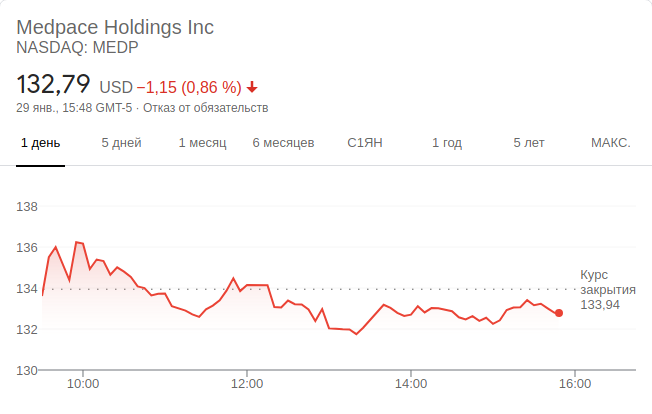 Medpace Holdings Inc
NASDAQ: MEDP
132,79 USD −1,15 (0,86 %)
29 янв., 15:48 GMT-5 · Отказ от обязательств
1 день 5 дней 1 месяц 6 месяцев С1ЯН 1 год 5 лет МАКС.
138
136
134
132
130
Курс
закрытия
133,94
10:00 12:00 14:00 16:00